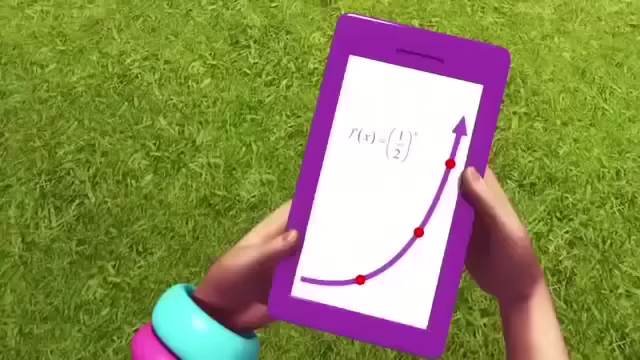 f(x) = (1/2)^x